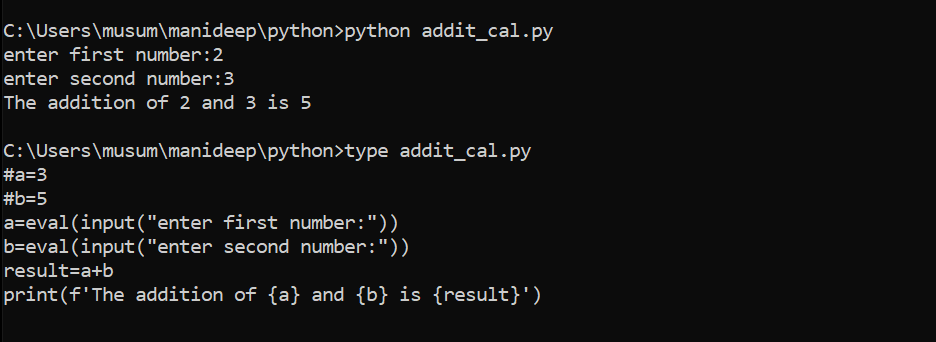 C:\Users\musum\manideep\python>python addit_cal.py
enter first number:2
enter second number:3
The addition of 2 and 3 is 5
C:\Users\musum\manideep\python>type addit_cal.py
#a=3
#b=5
a=eval(input("enter first number:"))
b=eval(input("enter second number:"))
result=a+b
print(f'The addition of {a} and {b} is {result}')